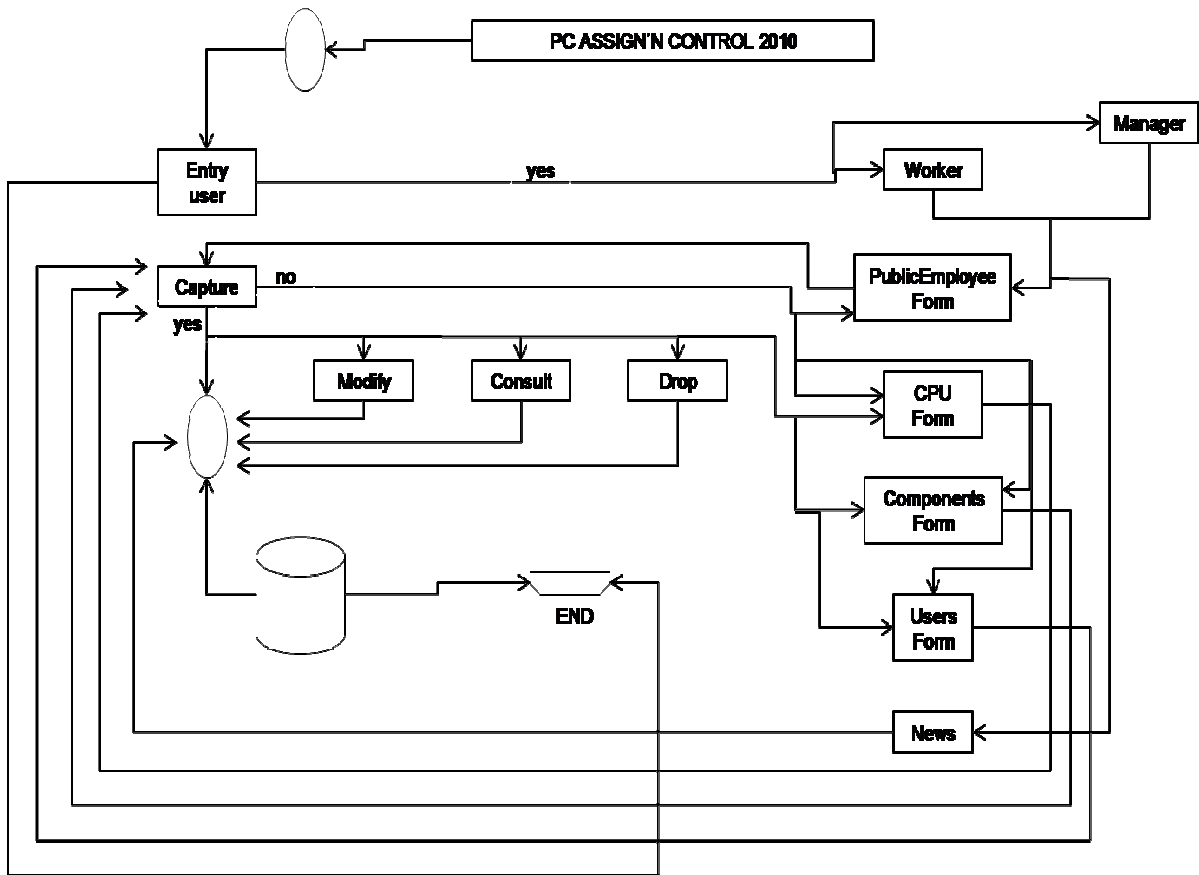 PC ASSIGN´N CONTROL 2010
Manager
Entry
user
yes
Worker
Capture
no
PublicEmployee
Form
yes
Modify
Consult
Drop
CPU
Form
Components
Form
END
Users
Form
News